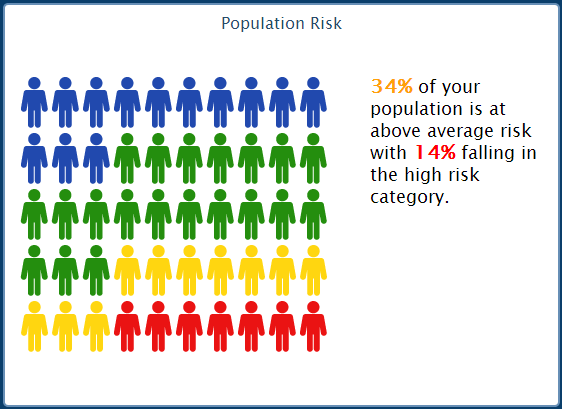 Population Risk
34% of your
population is at
above average risk
with 14% falling in
the high risk
category.